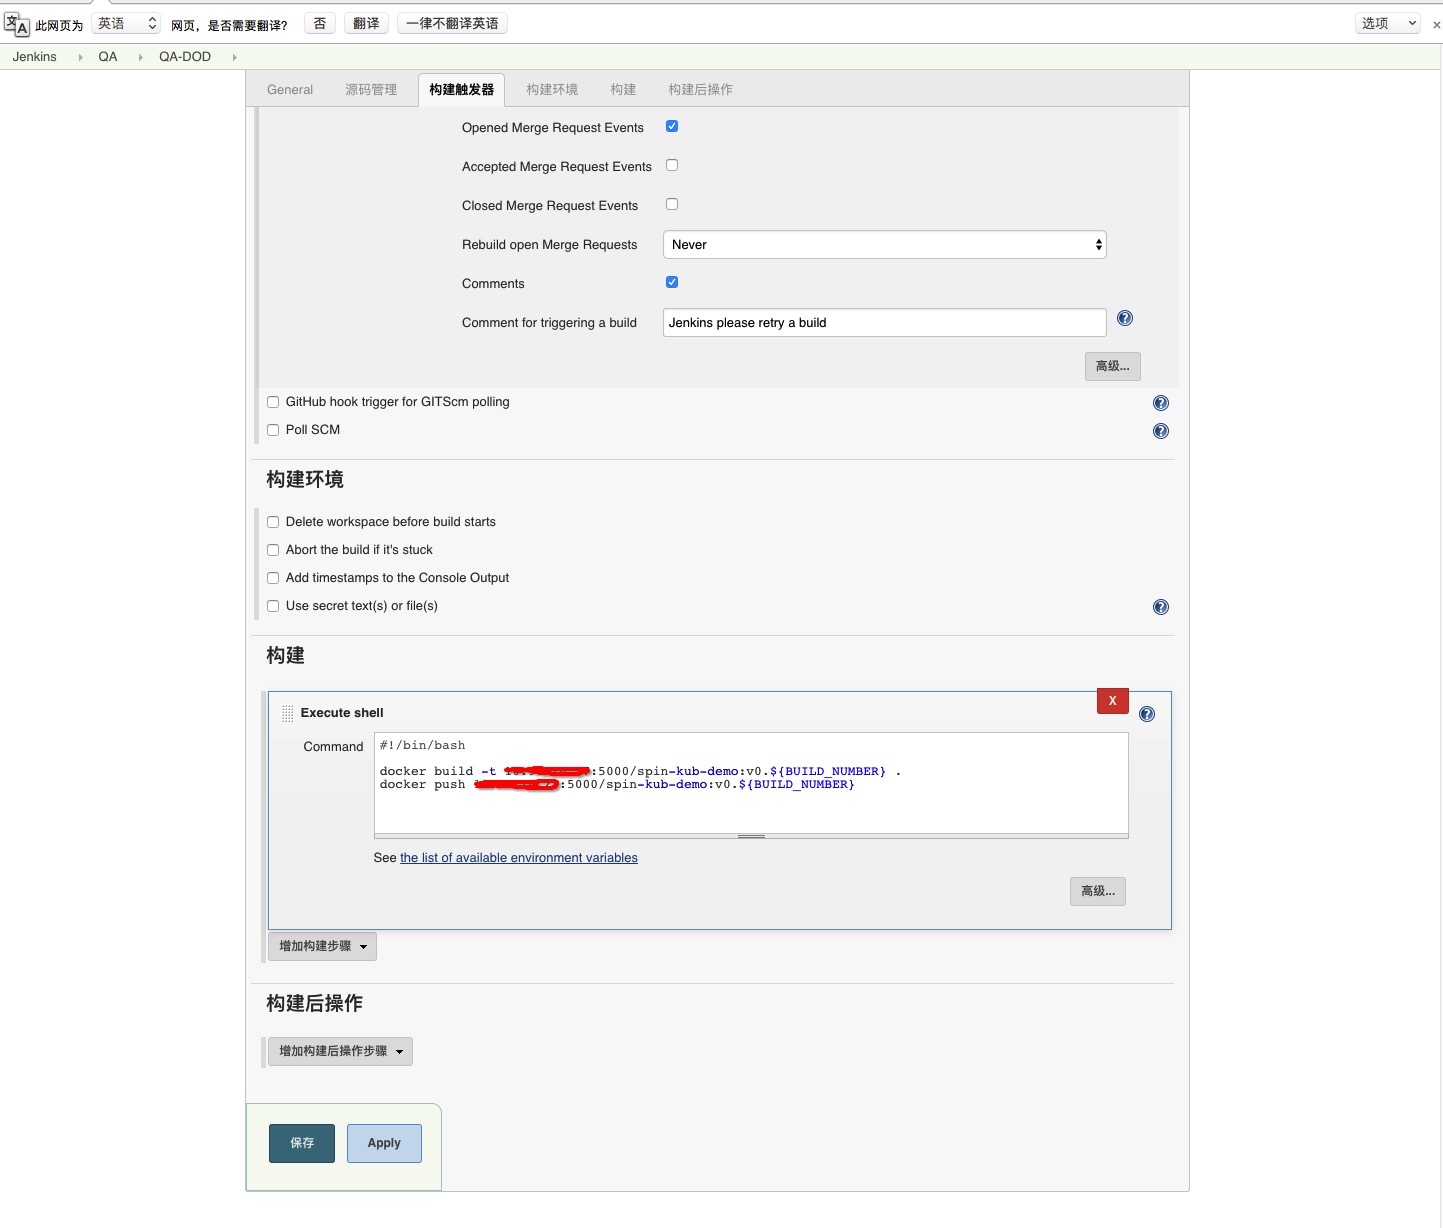 此网页为 英语 网页，是否需要翻译? 否 翻译 一律不翻译英语 选项 ×
Jenkins QA QA-DOD
General 源码管理 构建触发器 构建环境 构建 构建后操作
Opened Merge Request Events
Accepted Merge Request Events
Closed Merge Request Events
Rebuild open Merge Requests Never
Comments
Comment for triggering a build Jenkins please retry a build
高级...
GitHub hook trigger for GITScm polling
Poll SCM
构建环境
Delete workspace before build starts
Abort the build if it's stuck
Add timestamps to the Console Output
Use secret text(s) or file(s)
构建
X
Execute shell
Command #!/bin/bash
docker build -t :5000/spin-kub-demo:v0.${BUILD_NUMBER} .
docker push :5000/spin-kub-demo:v0.${BUILD_NUMBER}
See the list of available environment variables
高级...
增加构建步骤
构建后操作
增加构建后操作步骤
保存 Apply